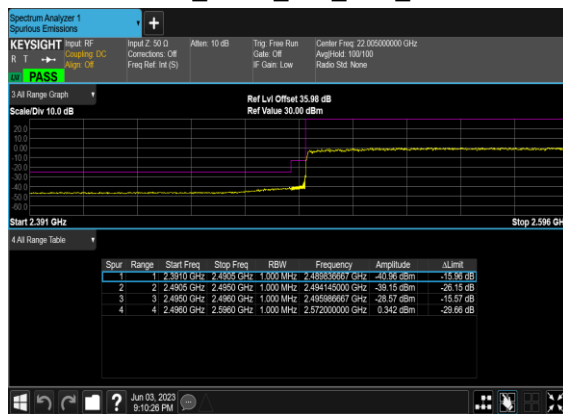 Spectrum Analyzer 1
Spurious Emissions
+
KEYSIGHT
R T
Input: RF
Coupling: DC
Align: Off
Input Z: 50 Ω
Corrections: Off
Freq Ref: Int (S)
Atten: 10 dB
Trig: Free Run
Gate: Off
IF Gain: Low
Center Freq: 22.005000000 GHz
Avg|Hold: 100/100
Radio Std: None
PASS
3 All Range Graph
Scale/Div 10.0 dB
Ref Lvl Offset 35.98 dB
Ref Value 30.00 dBm
20.0
10.0
0.00
-10.0
-20.0
-30.0
-40.0
-50.0
-60.0
Start 2.391 GHz
Stop 2.596 GH
4 All Range Table
Spur Range Start Freq Stop Freq RBW Frequency Amplitude ΔLimit
1 1 2.3910 GHz 2.4905 GHz 1.000 MHz 2.489836667 GHz -40.96 dBm -15.96 dB
2 2 2.4905 GHz 2.4950 GHz 1.000 MHz 2.494145000 GHz -39.15 dBm -26.15 dB
3 3 2.4950 GHz 2.4960 GHz 1.000 MHz 2.495986667 GHz -28.57 dBm -15.57 dB
4 4 2.4960 GHz 2.5960 GHz 1.000 MHz 2.572000000 GHz 0.342 dBm -29.66 dB
?
Jun 03, 2023
9:10:26 PM